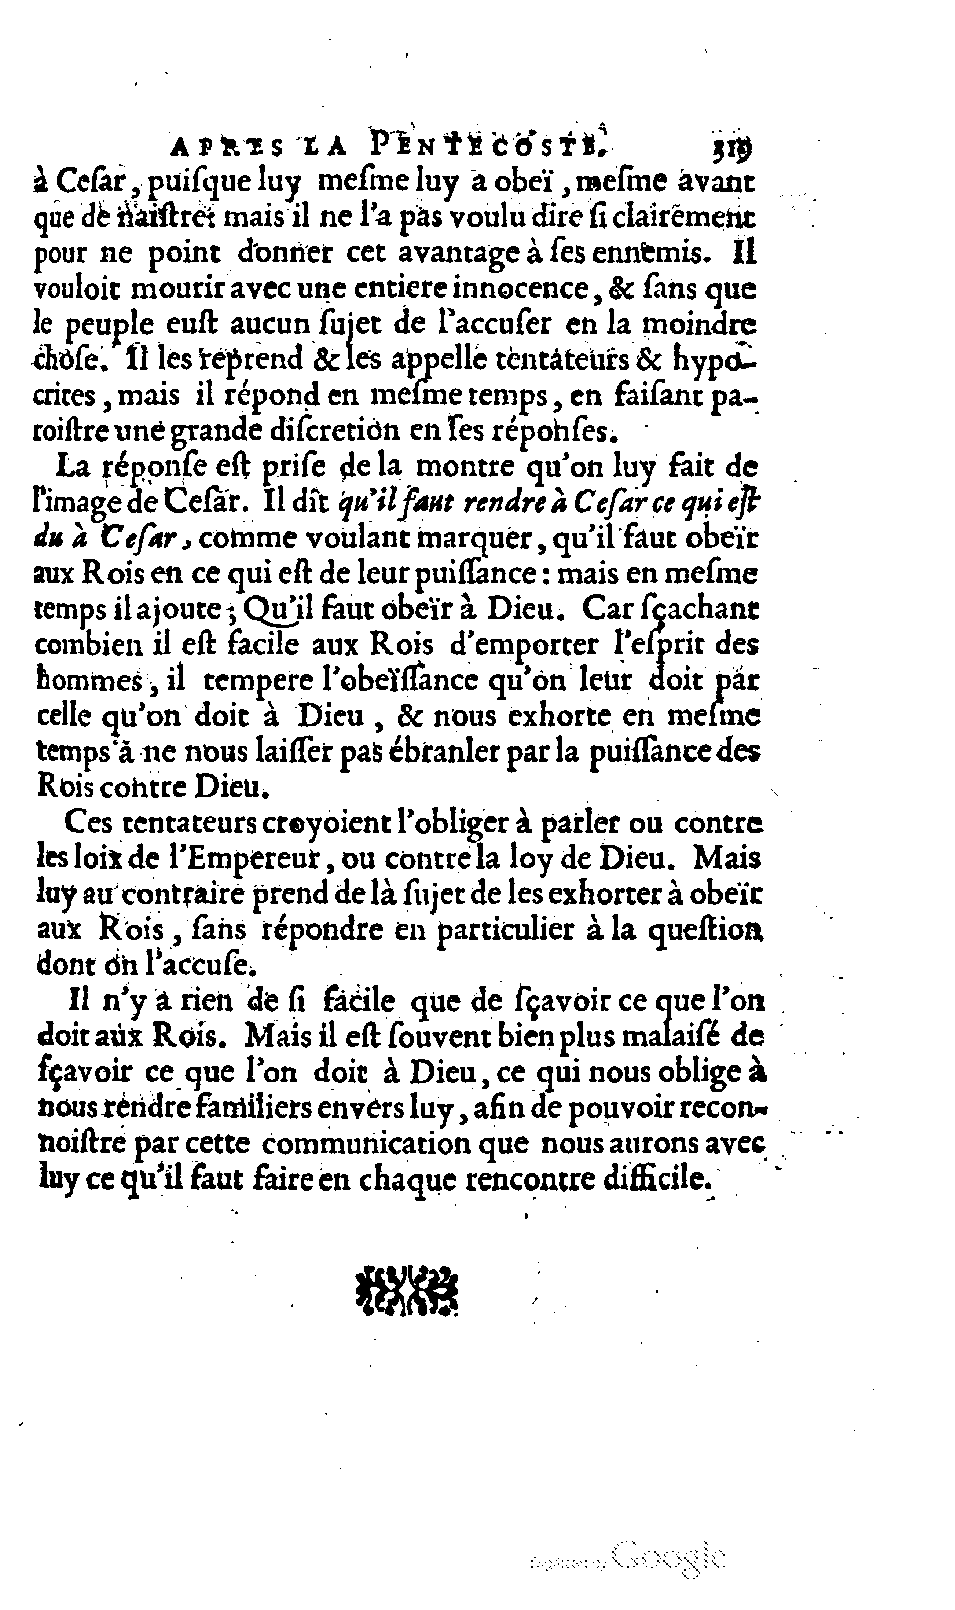 APRES LA PENTECOSTE. 319
à Ceſar, puiſque luy meſme luy a obeï, meſme avant
que de naiſtre: mais il ne l'a pas voulu dire ſi clairement
pour ne point donner cet avantage à ſes ennemis. Il
vouloit mourir avec une entiere innocence, & ſans que
le peuple euſt aucun ſujet de l'accuſer en la moindre
choſe. Il les reprend & les appelle tentateurs & hypo-
crites, mais il répond en meſme temps, en faiſant pa-
roiſtre une grande diſcretion en ſes réponſes.
La réponſe eſt priſe de la montre qu'on luy fait de
l'image de Ceſar. Il dit qu'il faut rendre à Ceſar ce qui eſt
du à Ceſar, comme voulant marquer, qu'il faut obeïr
aux Rois en ce qui eſt de leur puiſſance: mais en meſme
temps il ajoute; Qu'il faut obeïr à Dieu. Car ſçachant
combien il eſt facile aux Rois d'emporter l'eſprit des
hommes, il tempere l'obeïſſance qu'on leur doit par
celle qu'on doit à Dieu, & nous exhorte en meſme
temps à ne nous laiſſer pas ébranler par la puiſſance des
Rois contre Dieu.
Ces tentateurs croyoient l'obliger à parler ou contre
les loix de l'Empereur, ou contre la loy de Dieu. Mais
luy au contraire prend de là ſujet de les exhorter à obeïr
aux Rois, ſans répondre en particulier à la queſtion
dont on l'accuſe.
Il n'y a rien de ſi facile que de ſçavoir ce que l'on
doit aux Rois. Mais il eſt ſouvent bien plus malaiſé de
ſçavoir ce que l'on doit à Dieu, ce qui nous oblige à
nous rendre familiers envers luy, afin de pouvoir recon-
noiſtre par cette communication que nous aurons avec
luy ce qu'il faut faire en chaque rencontre difficile.
Digitized by Google